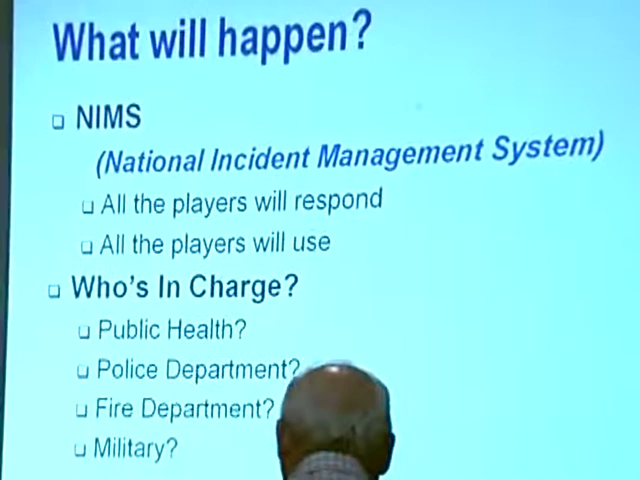 What will happen?
NIMS
(National Incident Management System)
All the players will respond
All the players will use
Who's In Charge?
Public Health?
Police Department?
Fire Department?
Military?